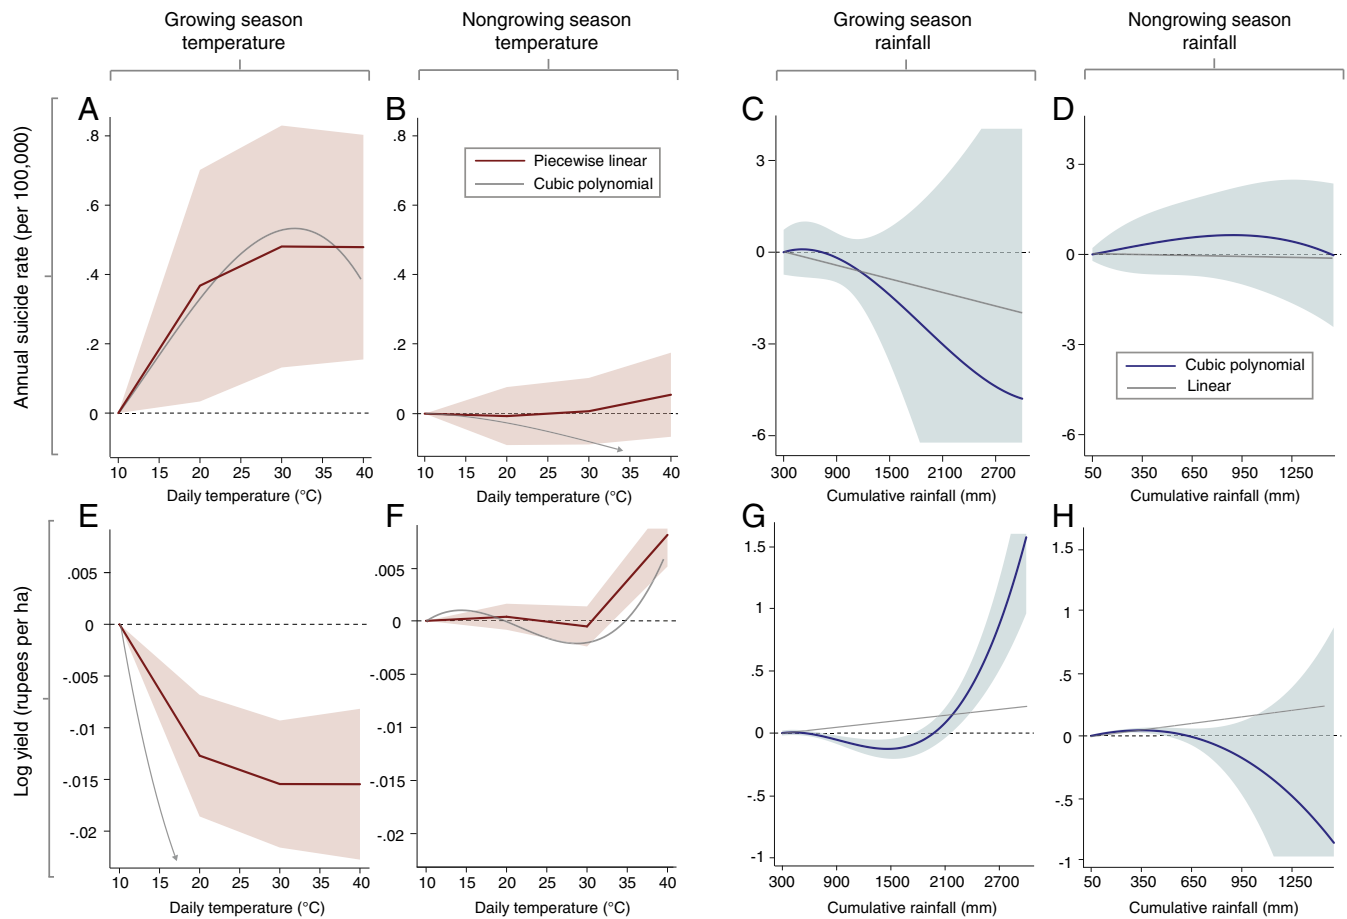 Growing season
temperature
Nongrowing season
temperature
Growing season
rainfall
Nongrowing season
rainfall
Annual suicide rate (per 100,000)
A
.8
.6
.4
.2
0
10 15 20 25 30 35 40
Daily temperature (°C)
B
.8
.6
.4
.2
0
Piecewise linear
Cubic polynomial
10 15 20 25 30 35 40
Daily temperature (°C)
C
3
0
-3
-6
300 900 1500 2100 2700
Cumulative rainfall (mm)
D
3
0
-3
-6
Cubic polynomial
Linear
50 350 650 950 1250
Cumulative rainfall (mm)
Log yield (rupees per ha)
E
.005
0
-.005
-.01
-.015
-.02
10 15 20 25 30 35 40
Daily temperature (°C)
F
.005
0
-.005
-.01
-.015
-.02
10 15 20 25 30 35 40
Daily temperature (°C)
G
1.5
1
.5
0
-.5
-1
300 900 1500 2100 2700
Cumulative rainfall (mm)
H
1.5
1
.5
0
-.5
-1
50 350 650 950 1250
Cumulative rainfall (mm)